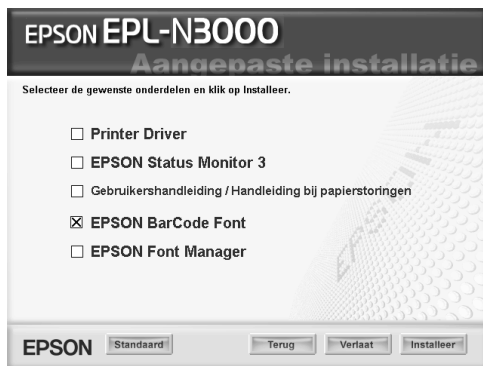 EPSON EPL-N3000
Aangepaste installatie
Selecteer de gewenste onderdelen en klik op Installeer.
Printer Driver
EPSON Status Monitor 3
Gebruikershandleiding / Handleiding bij papierstoringen
EPSON BarCode Font
EPSON Font Manager
EPSON
EPSON Standaard Terug Verlaat Installeer